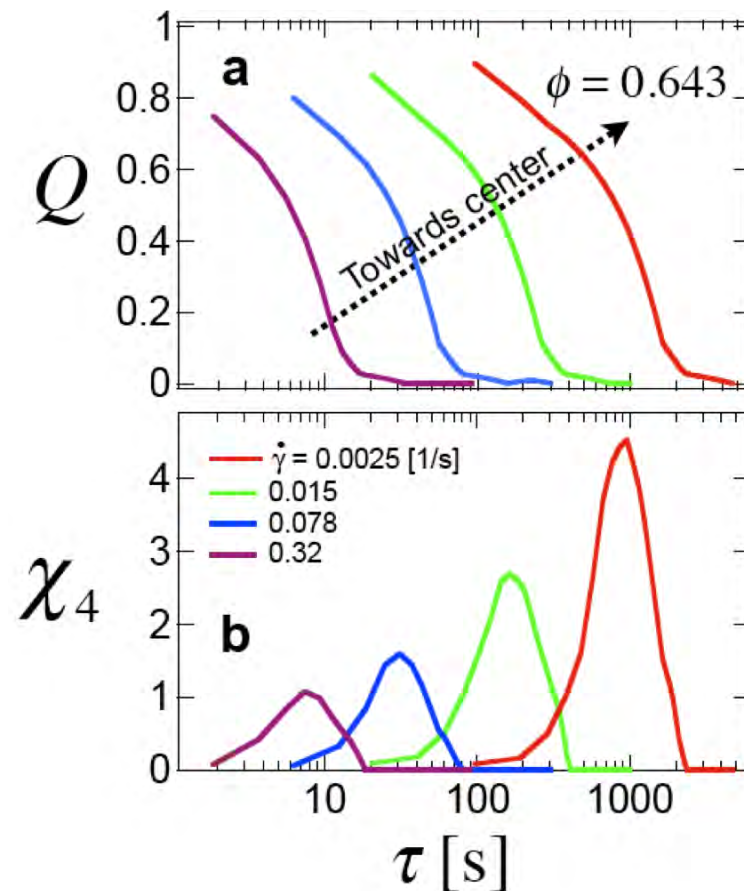 1
a
ϕ = 0.643
0.8
Q
0.6
Towards center
0.4
0.2
0
γ̇ = 0.0025 [1/s]
4
0.015
0.078
3
0.32
χ4
2
b
1
0
10
100
1000
τ [s]